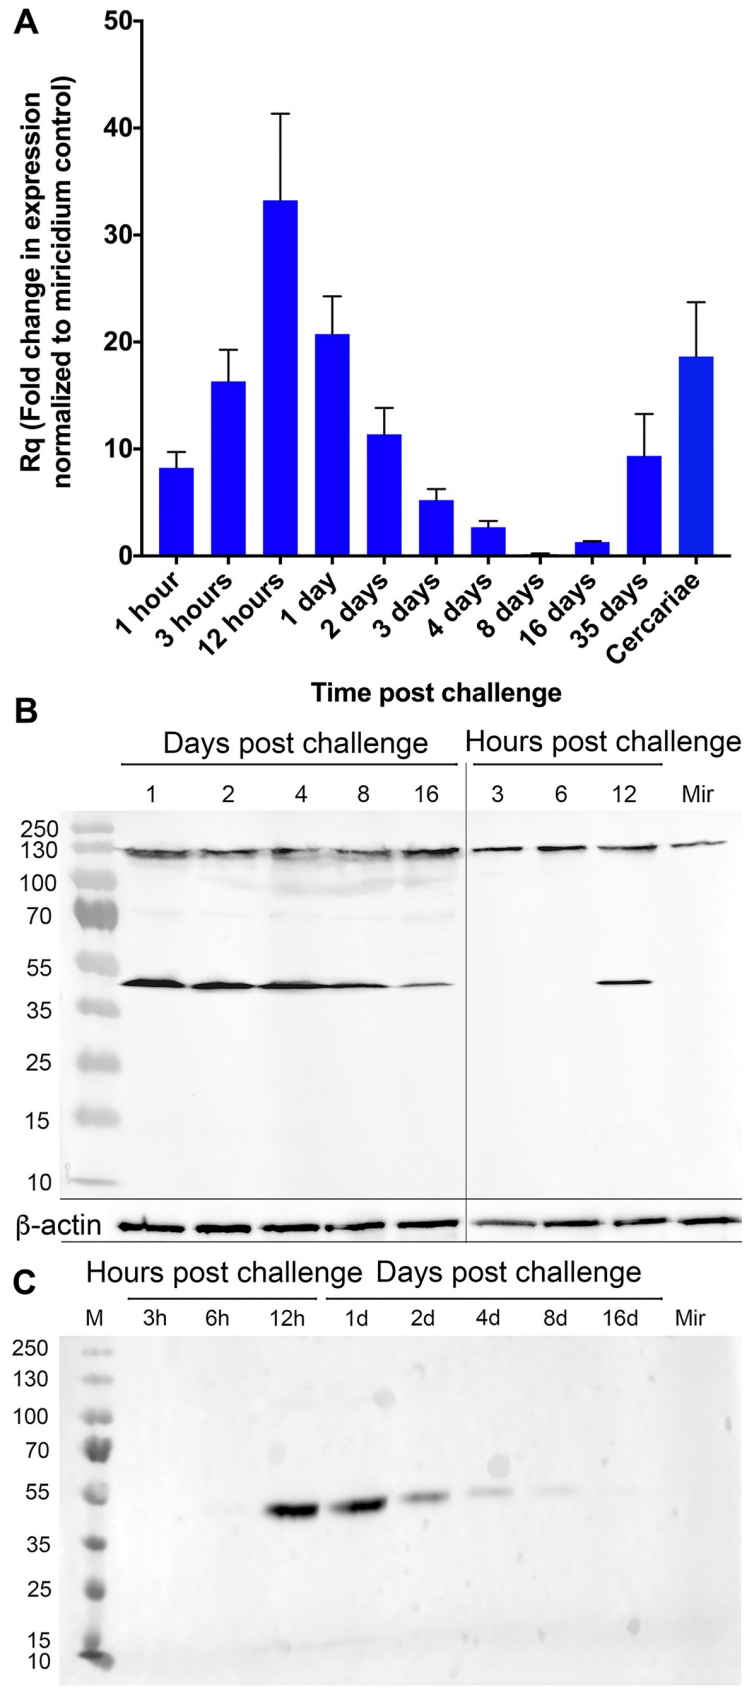 A
Rq (Fold change in expression
normalized to miricidium control)
50
40
30
20
10
0
1 hour
3 hours
12 hours
1 day
2 days
3 days
4 days
8 days
16 days
35 days
Cercariae
Time post challenge
B
Days post challenge Hours post challenge
1 2 4 8 16 3 6 12 Mir
250
130
100
70
55
35
25
15
10
β-actin
C
Hours post challenge Days post challenge
M 3h 6h 12h 1d 2d 4d 8d 16d Mir
250
130
100
70
55
35
25
15
10